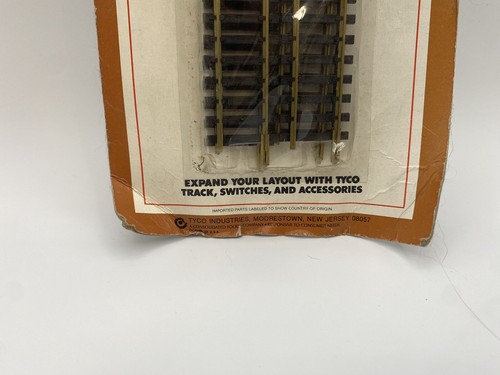 EXPAND YOUR LAYOUT WITH TYCO
TRACK, SWITCHES, AND ACCESSORIES
IMPORTED PARTS LABELED TO SHOW COUNTRY OF ORIGIN
TYCO INDUSTRIES, MOORESTOWN, NEW JERSEY 08057